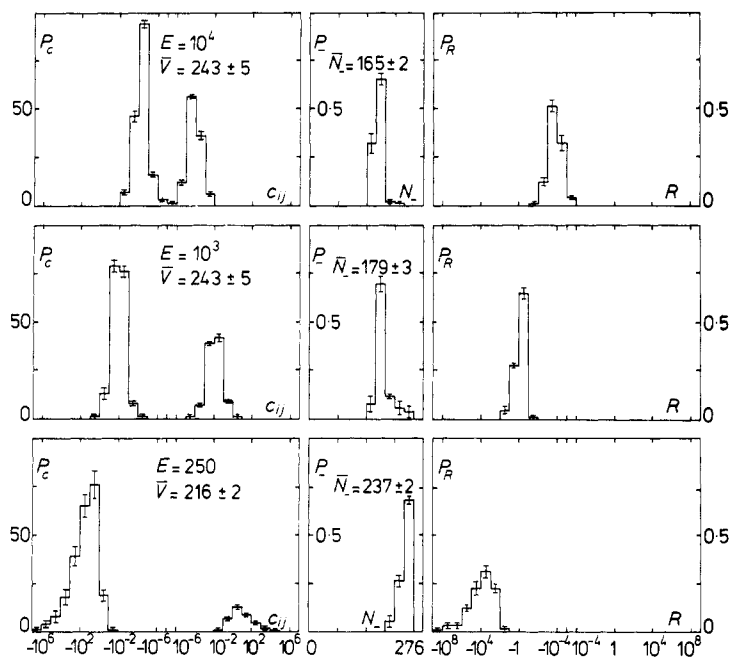 P_c E = 10^4 P_- N̄_- = 165 ± 2 P_R
V̄ = 243 ± 5
50 0·5 0·5
c_ij N_- R 0
P_c E = 10^3 P_- N̄_- = 179 ± 3 P_R
V̄ = 243 ± 5
50 0·5 0·5
c_ij R 0
P_c E = 250 P_- N̄_- = 237 ± 2 P_R
V̄ = 216 ± 2
50 0·5 0·5
c_ij N_- R 0
-10^6 -10^2 -10^-2 -10^-6 10^-6 10^-2 10^2 10^6 0 276 -10^8 -10^4 -1 -10^-4 10^-4 1 10^4 10^8